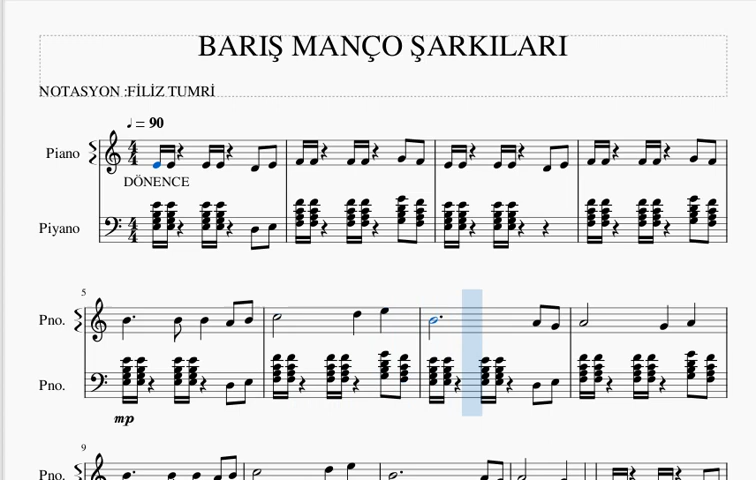 BARIŞ MANÇO ŞARKILARI
NOTASYON :FİLİZ TUMRİ
♩ = 90
Piano
DÖNENCE
Piyano
5
Pno.
Pno.
mp
9
Pno.